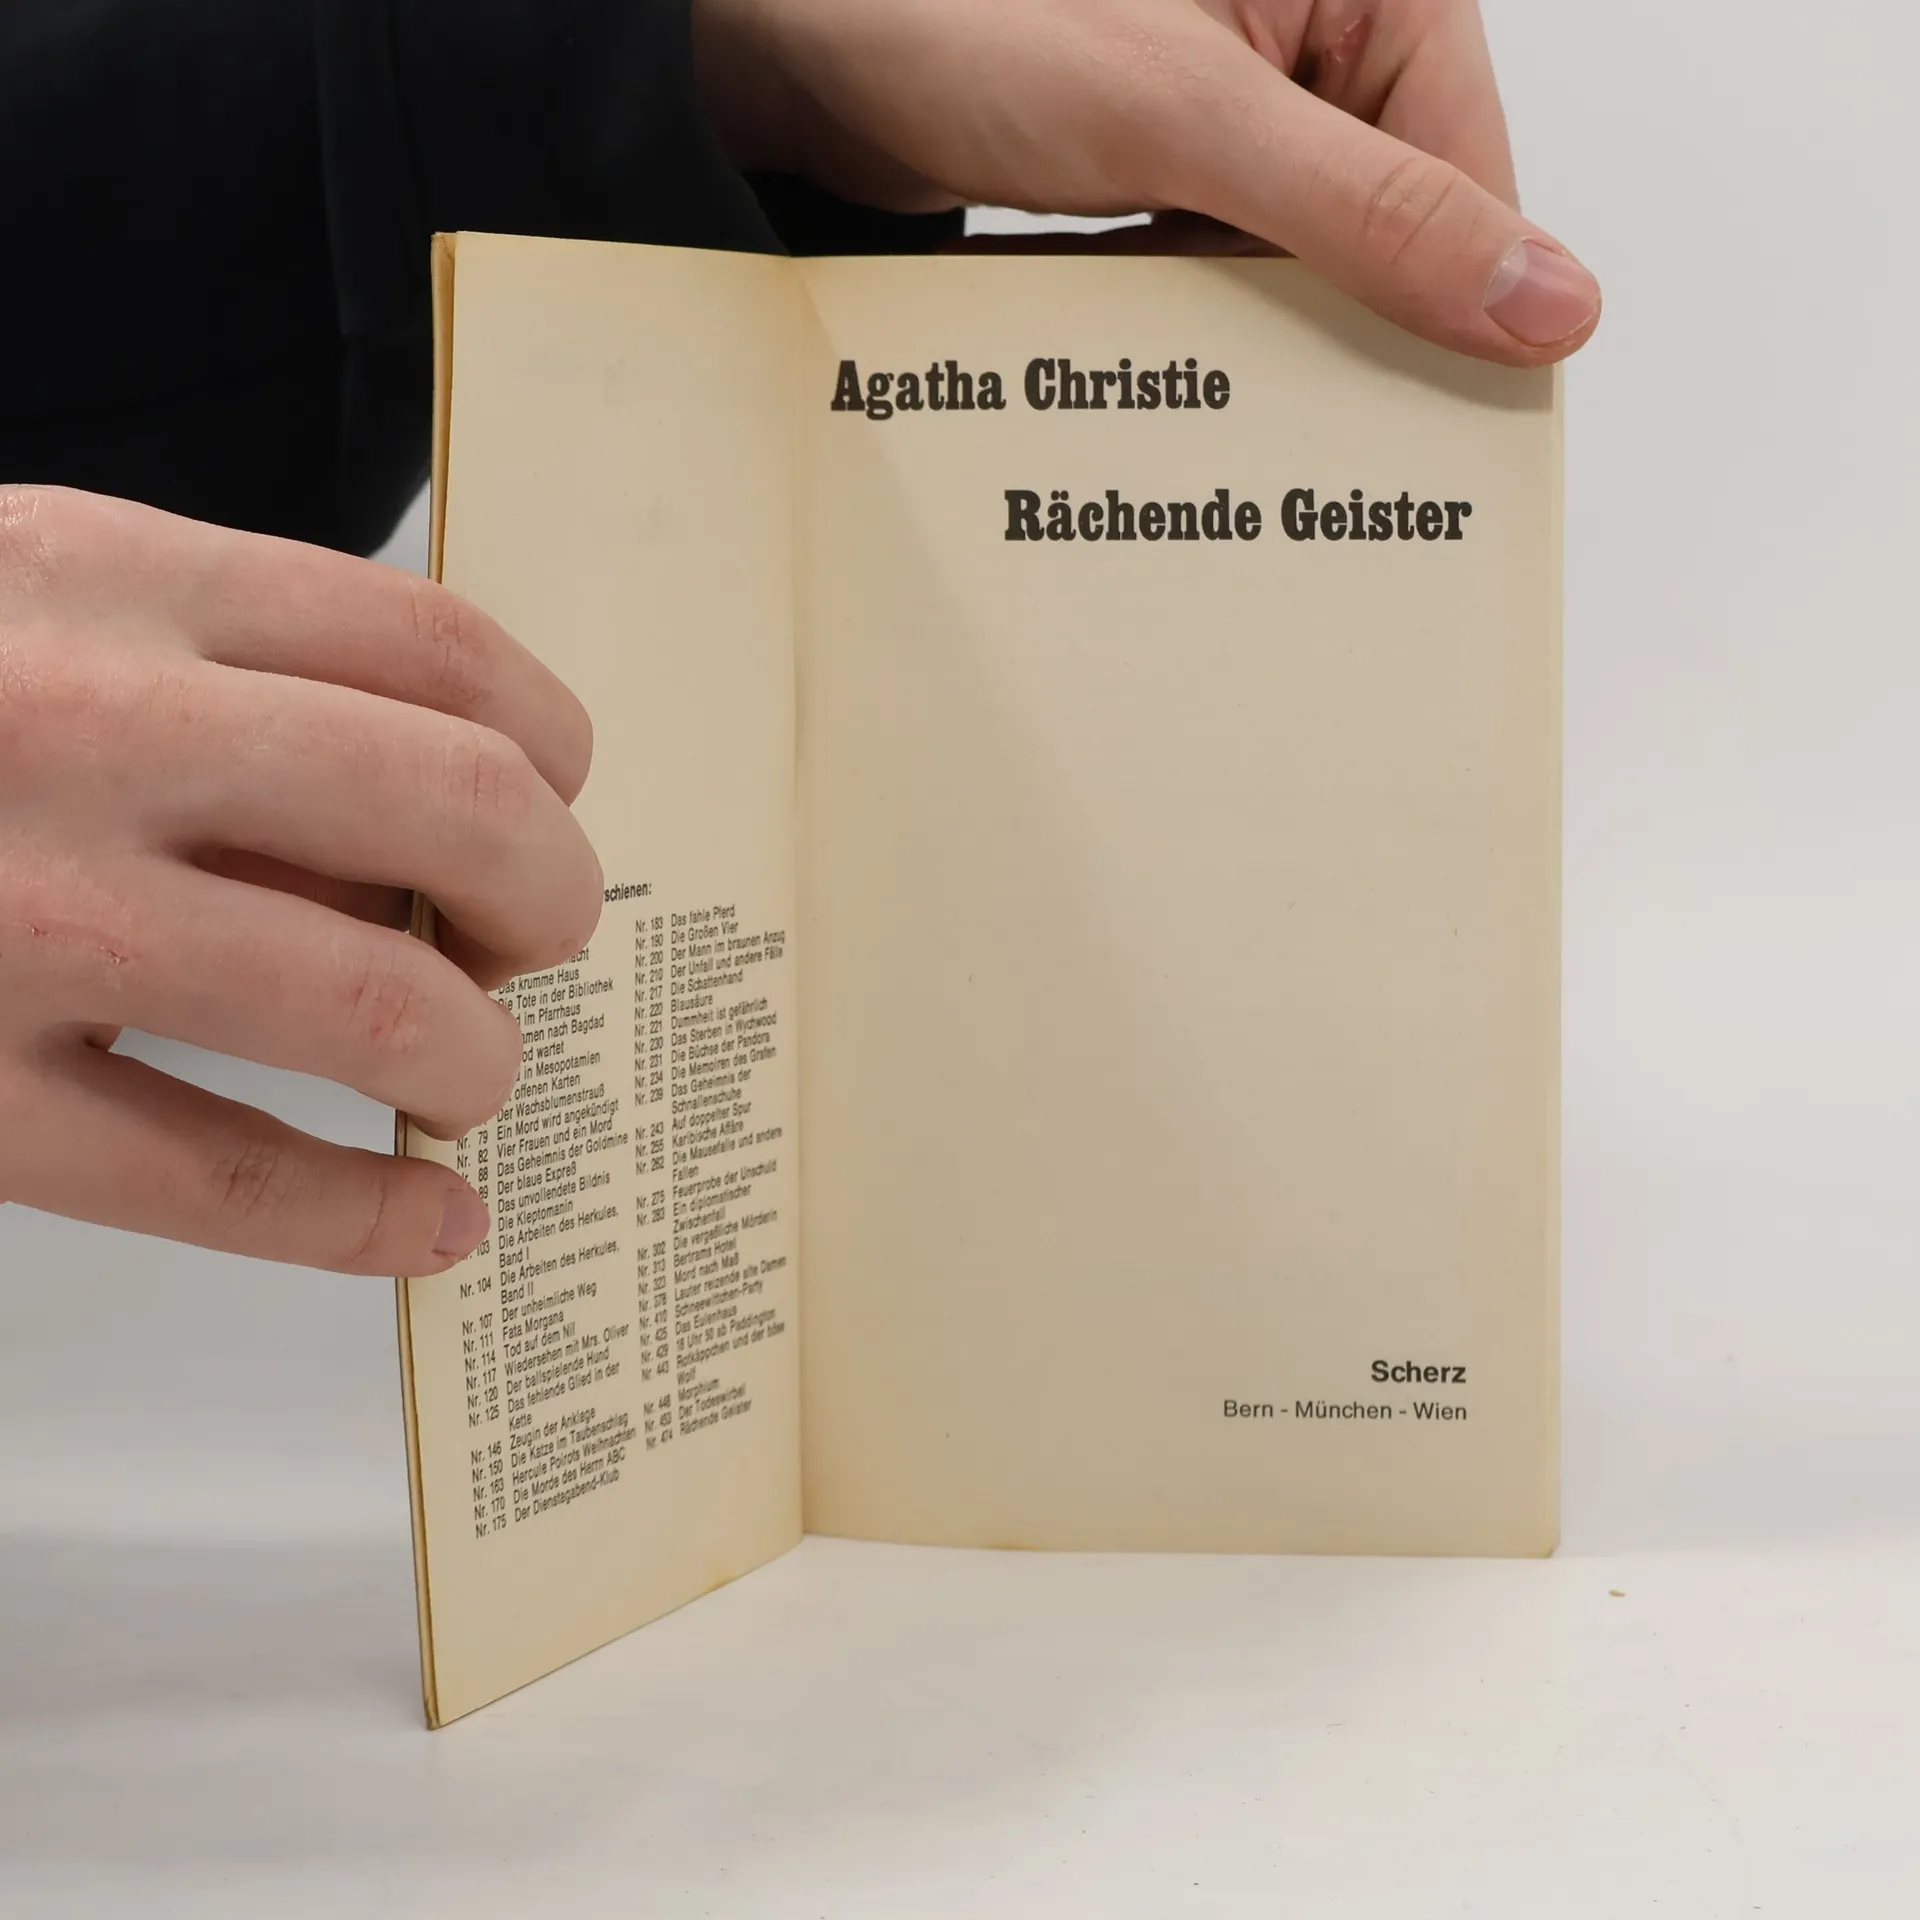 schienen:
Das krumme Haus
Die Tote in der Bibliothek
im Pfarrhaus
nach Bagdad
wartet
in Mesopotamien
offenen Karten
Der Wachsblumenstrauß
Nr. 79 Ein Mord wird angekündigt
Nr. 82 Vier Frauen und ein Mord
88 Das Geheimnis der Goldmine
89 Der blaue Expreß
Das unvollendete Bildnis
Die Kleptomanin
103 Die Arbeiten des Herkules,
Band I
Nr. 104 Die Arbeiten des Herkules,
Band II
Nr. 107 Der unheimliche Weg
Nr. 111 Fata Morgana
Nr. 114 Tod auf dem Nil
Nr. 117 Wiedersehen mit Mrs. Oliver
Nr. 120 Der ballspielende Hund
Nr. 125 Das fehlende Glied in der
Kette
Nr. 146 Zeugin der Anklage
Nr. 150 Die Katze im Taubenschlag
Nr. 163 Hercule Poirots Weihnachten
Nr. 170 Die Morde des Herrn ABC
Nr. 175 Der Dienstagabend-Klub
Nr. 183 Das fahle Pferd
Nr. 190 Die Großen Vier
Nr. 200 Der Mann im braunen Anzug
Nr. 210 Der Unfall und andere Fälle
Nr. 217 Die Schattenhand
Nr. 220 Blausäure
Nr. 221 Dummheit ist gefährlich
Nr. 230 Das Sterben in Wychwood
Nr. 231 Die Büchse der Pandora
Nr. 234 Die Memoiren des Grafen
Nr. 239 Das Geheimnis der
Schnallenschuhe
Nr. 243 Auf doppelter Spur
Nr. 255 Karibische Affäre
Nr. 262 Die Mausefalle und andere
Fallen
Nr. 275 Feuerprobe der Unschuld
Nr. 283 Ein diplomatischer
Zwischenfall
Nr. 302 Die vergeßliche Mörderin
Nr. 313 Bertrams Hotel
Nr. 323 Mord nach Maß
Nr. 378 Lauter reizende alte Damen
Nr. 410 Schneewittchen-Party
Nr. 425 Das Eulenhaus
Nr. 429 16 Uhr 50 ab Paddington
Nr. 443 Rotkäppchen und der böse
Wolf
Nr. 448 Morphium
Nr. 453 Der Todeswirbel
Nr. 474 Rächende Geister
Agatha Christie
Rächende Geister
Scherz
Bern - München - Wien